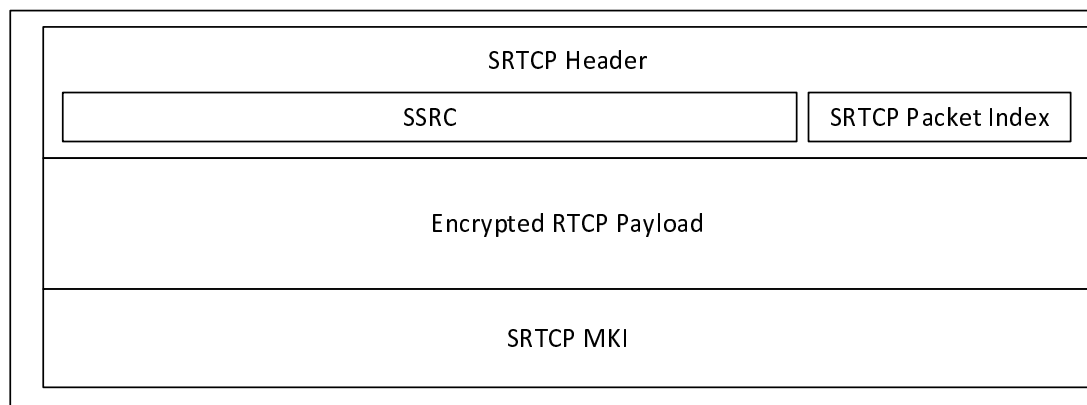 SRTCP Header
SSRC SRTCP Packet Index
Encrypted RTCP Payload
SRTCP MKI